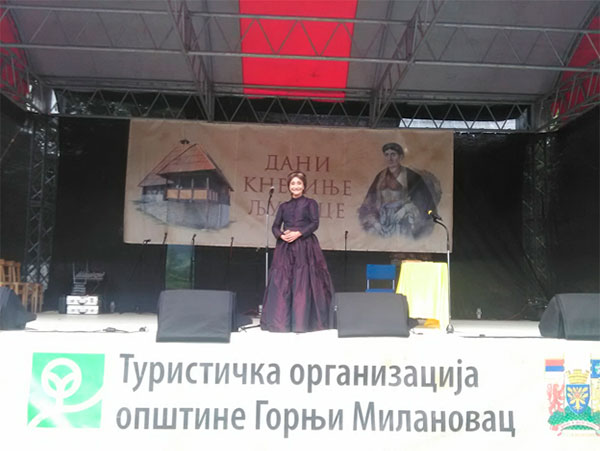 ДАНИ
КНЕГИЊЕ
ЉУБИЦЕ
Туристичка организација
општине Горњи Милановац